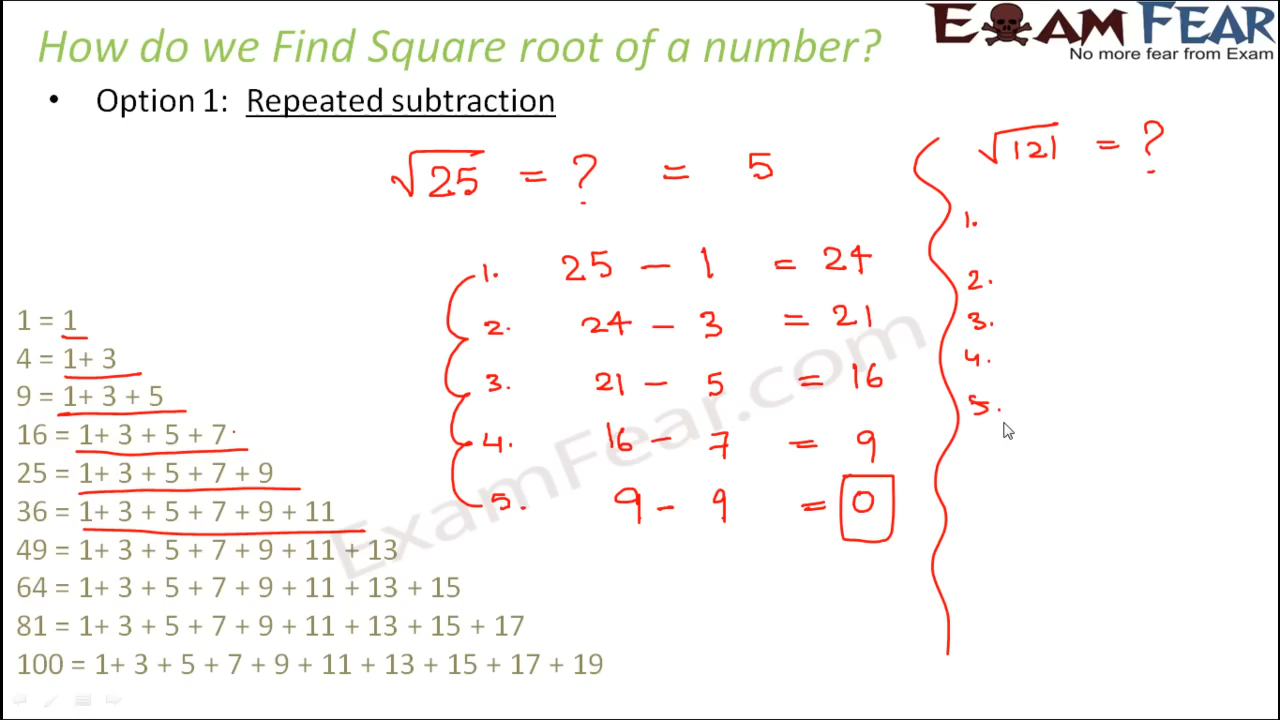 How do we Find Square root of a number?
EXAM FEAR
No more fear from Exam
• Option 1: Repeated subtraction
√25 = ? = 5
1. 25 – 1 = 24
2. 24 – 3 = 21
3. 21 – 5 = 16
4. 16 – 7 = 9
5. 9 – 9 = 0
√121 = ?
1.
2.
3.
4.
5.
1 = 1
4 = 1+ 3
9 = 1+ 3 + 5
16 = 1+ 3 + 5 + 7
25 = 1+ 3 + 5 + 7 + 9
36 = 1+ 3 + 5 + 7 + 9 + 11
49 = 1+ 3 + 5 + 7 + 9 + 11 + 13
64 = 1+ 3 + 5 + 7 + 9 + 11 + 13 + 15
81 = 1+ 3 + 5 + 7 + 9 + 11 + 13 + 15 + 17
100 = 1+ 3 + 5 + 7 + 9 + 11 + 13 + 15 + 17 + 19
ExamFear.com